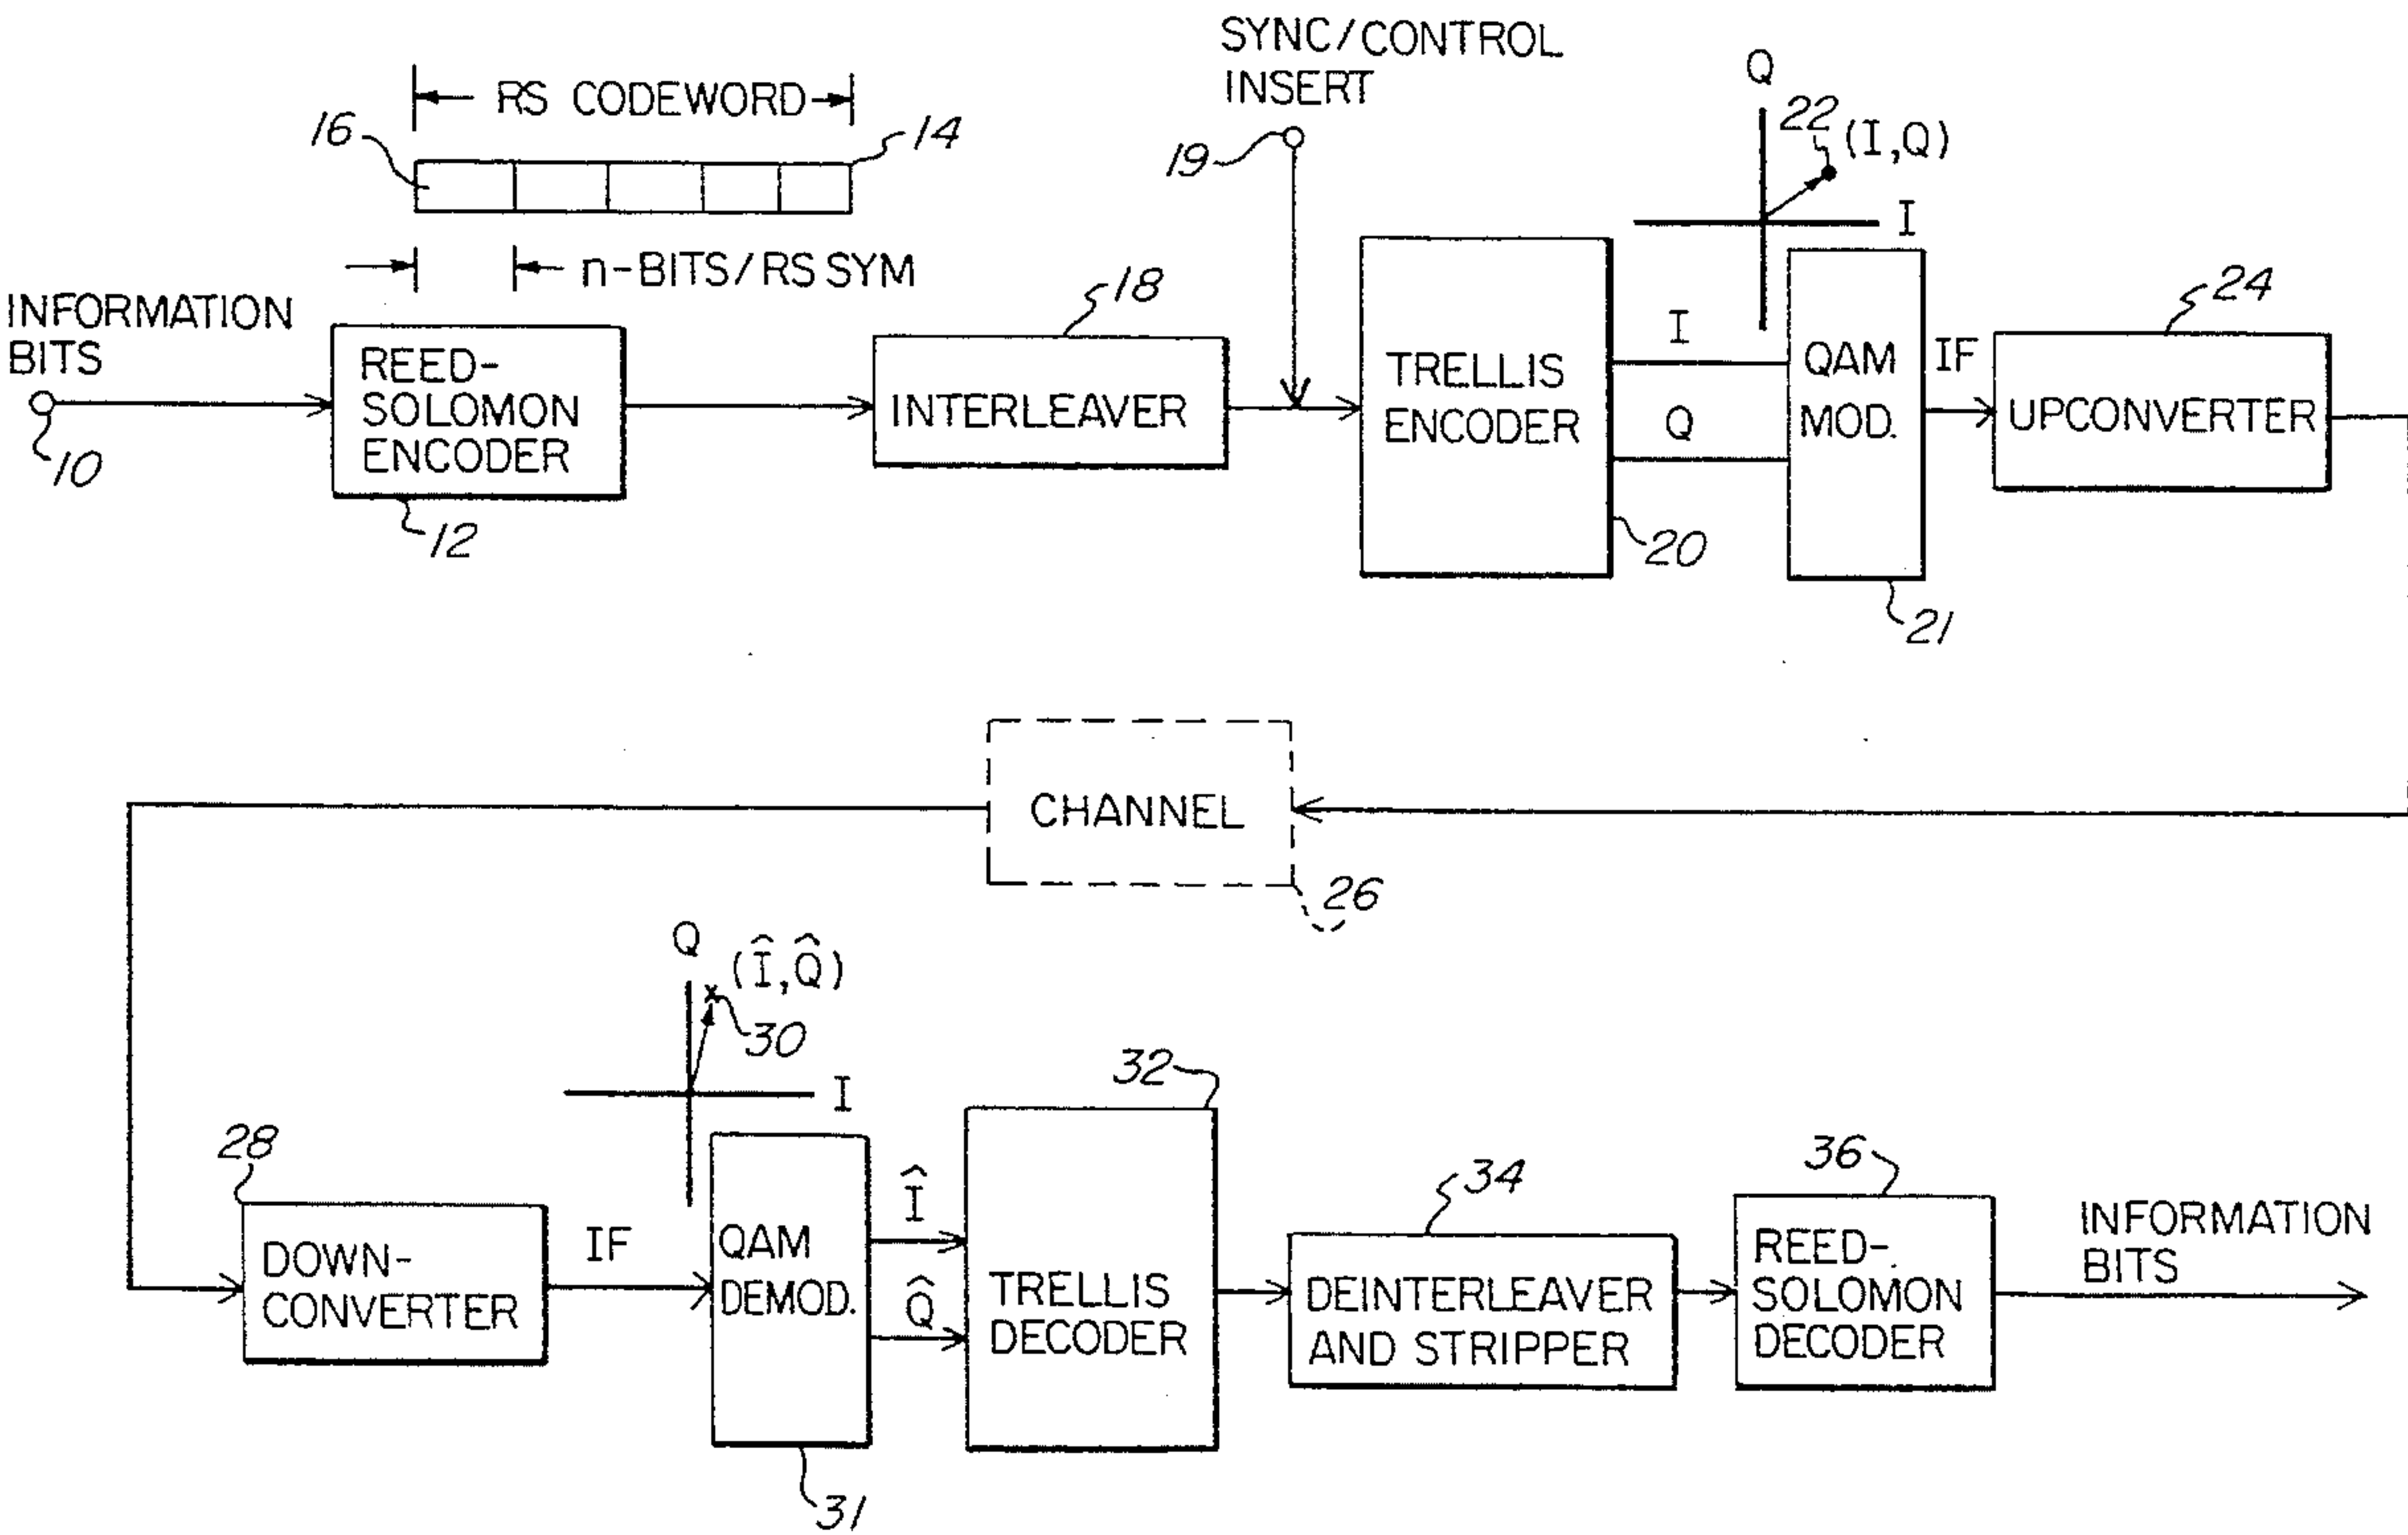 SYNC/CONTROL
INSERT
RS CODEWORD
16
14
19
Q
22
(I,Q)
I
n-BITS/RS SYM
INFORMATION
BITS
10
REED-
SOLOMON
ENCODER
12
18
INTERLEAVER
TRELLIS
ENCODER
20
I
Q
QAM
MOD.
21
IF
24
UPCONVERTER
CHANNEL
26
Q
(Î,Q̂)
30
I
28
DOWN-
CONVERTER
IF
QAM
DEMOD.
31
Î
Q̂
32
TRELLIS
DECODER
34
DEINTERLEAVER
AND STRIPPER
36
REED-
SOLOMON
DECODER
INFORMATION
BITS